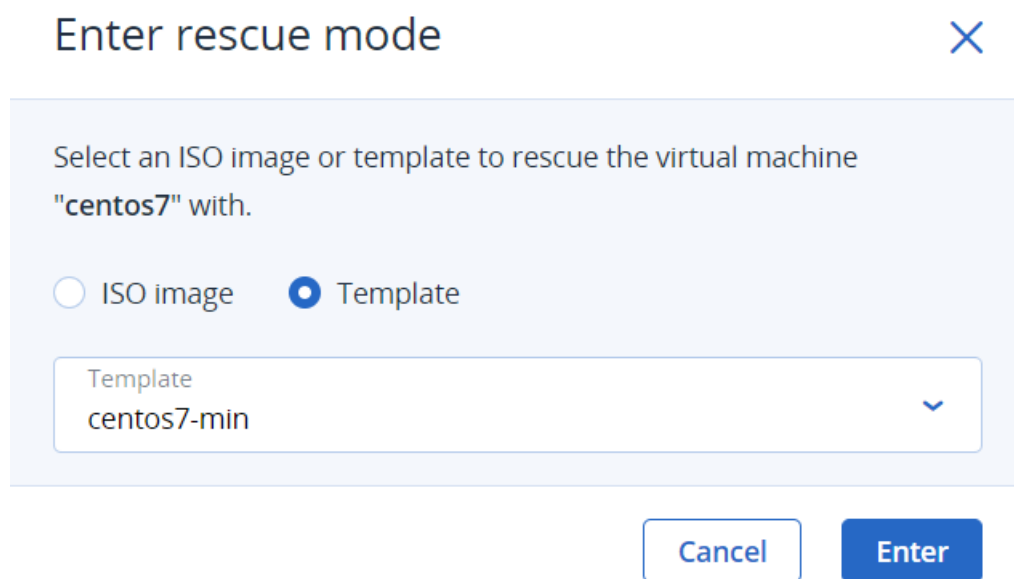 Enter rescue mode
Select an ISO image or template to rescue the virtual machine
"centos7" with.
ISO image
Template
Template
centos7-min
Cancel
Enter